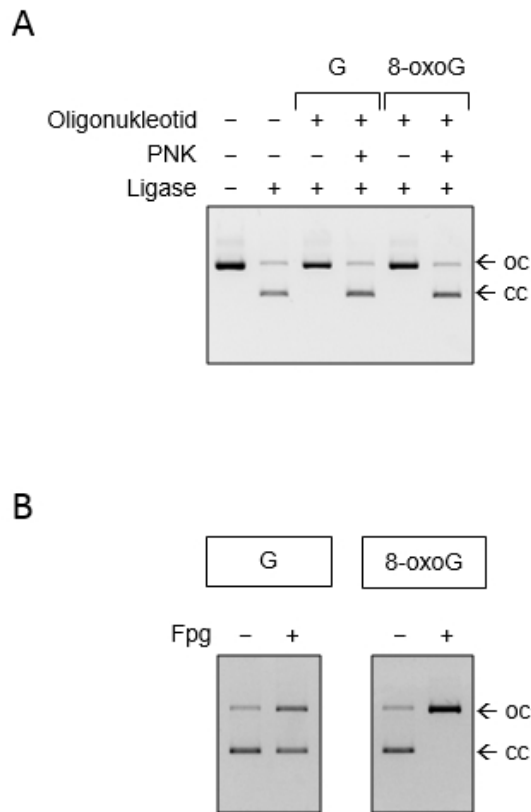 A
G 8-oxoG
Oligonukleotid – – + + + +
PNK – – – + – +
Ligase – + + + + +
← oc
← cc
B
G 8-oxoG
Fpg – + – +
← oc
← cc